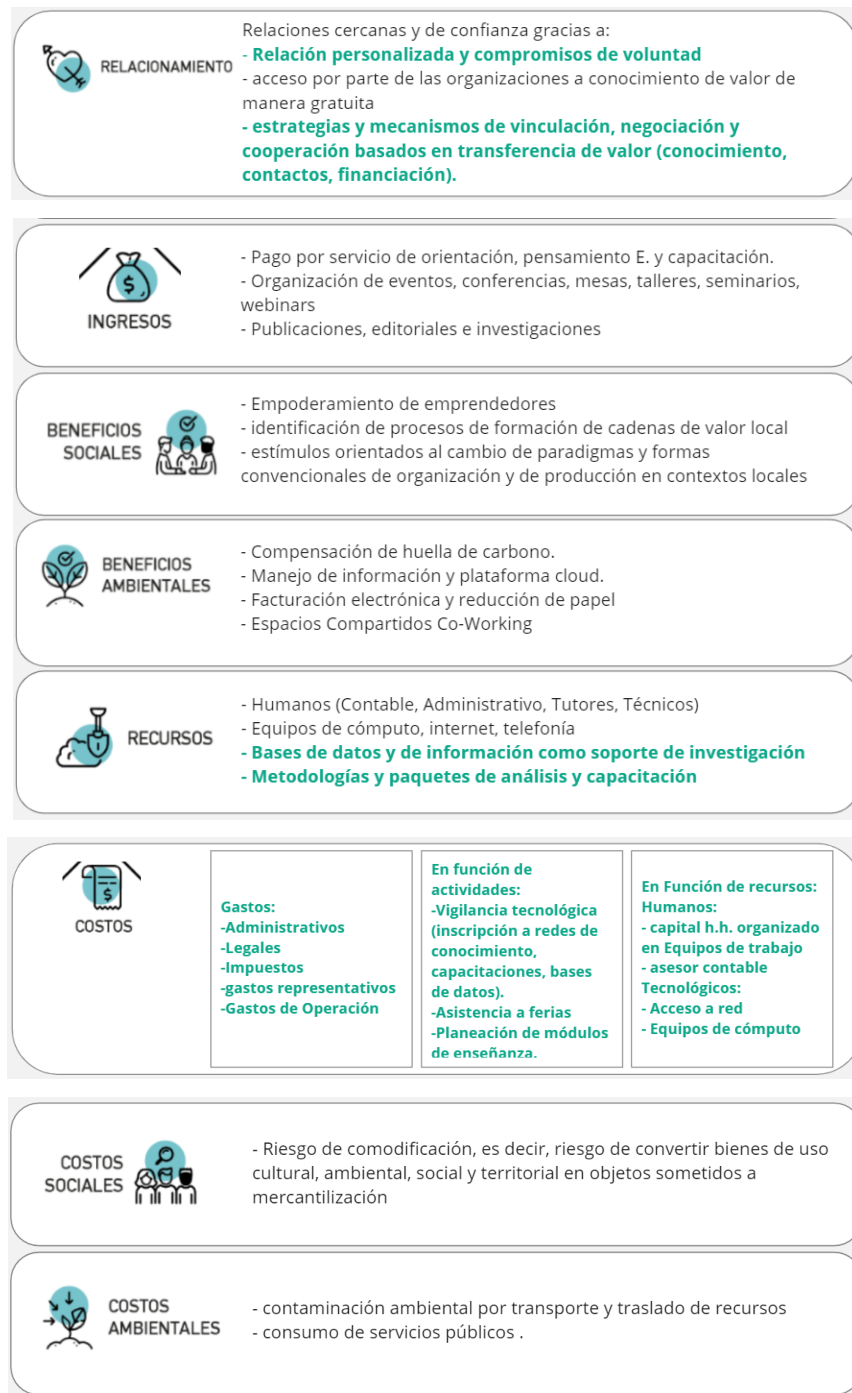 RELACIONAMIENTO
Relaciones cercanas y de confianza gracias a:
- Relación personalizada y compromisos de voluntad
- acceso por parte de las organizaciones a conocimiento de valor de
manera gratuita
- estrategias y mecanismos de vinculación, negociación y
cooperación basados en transferencia de valor (conocimiento,
contactos, financiación).
$
INGRESOS
- Pago por servicio de orientación, pensamiento E. y capacitación.
- Organización de eventos, conferencias, mesas, talleres, seminarios,
webinars
- Publicaciones, editoriales e investigaciones
BENEFICIOS
SOCIALES
- Empoderamiento de emprendedores
- identificación de procesos de formación de cadenas de valor local
- estímulos orientados al cambio de paradigmas y formas
convencionales de organización y de producción en contextos locales
BENEFICIOS
AMBIENTALES
- Compensación de huella de carbono.
- Manejo de información y plataforma cloud.
- Facturación electrónica y reducción de papel
- Espacios Compartidos Co-Working
RECURSOS
- Humanos (Contable, Administrativo, Tutores, Técnicos)
- Equipos de cómputo, internet, telefonía
- Bases de datos y de información como soporte de investigación
- Metodologías y paquetes de análisis y capacitación
$
COSTOS
Gastos:
-Administrativos
-Legales
-Impuestos
-gastos representativos
-Gastos de Operación
En función de
actividades:
-Vigilancia tecnológica
(inscripción a redes de
conocimiento,
capacitaciones, bases
de datos).
-Asistencia a ferias
-Planeación de módulos
de enseñanza.
En Función de recursos:
Humanos:
- capital h.h. organizado
en Equipos de trabajo
- asesor contable
Tecnológicos:
- Acceso a red
- Equipos de cómputo
COSTOS
SOCIALES
- Riesgo de comodificación, es decir, riesgo de convertir bienes de uso
cultural, ambiental, social y territorial en objetos sometidos a
mercantilización
COSTOS
AMBIENTALES
- contaminación ambiental por transporte y traslado de recursos
- consumo de servicios públicos .